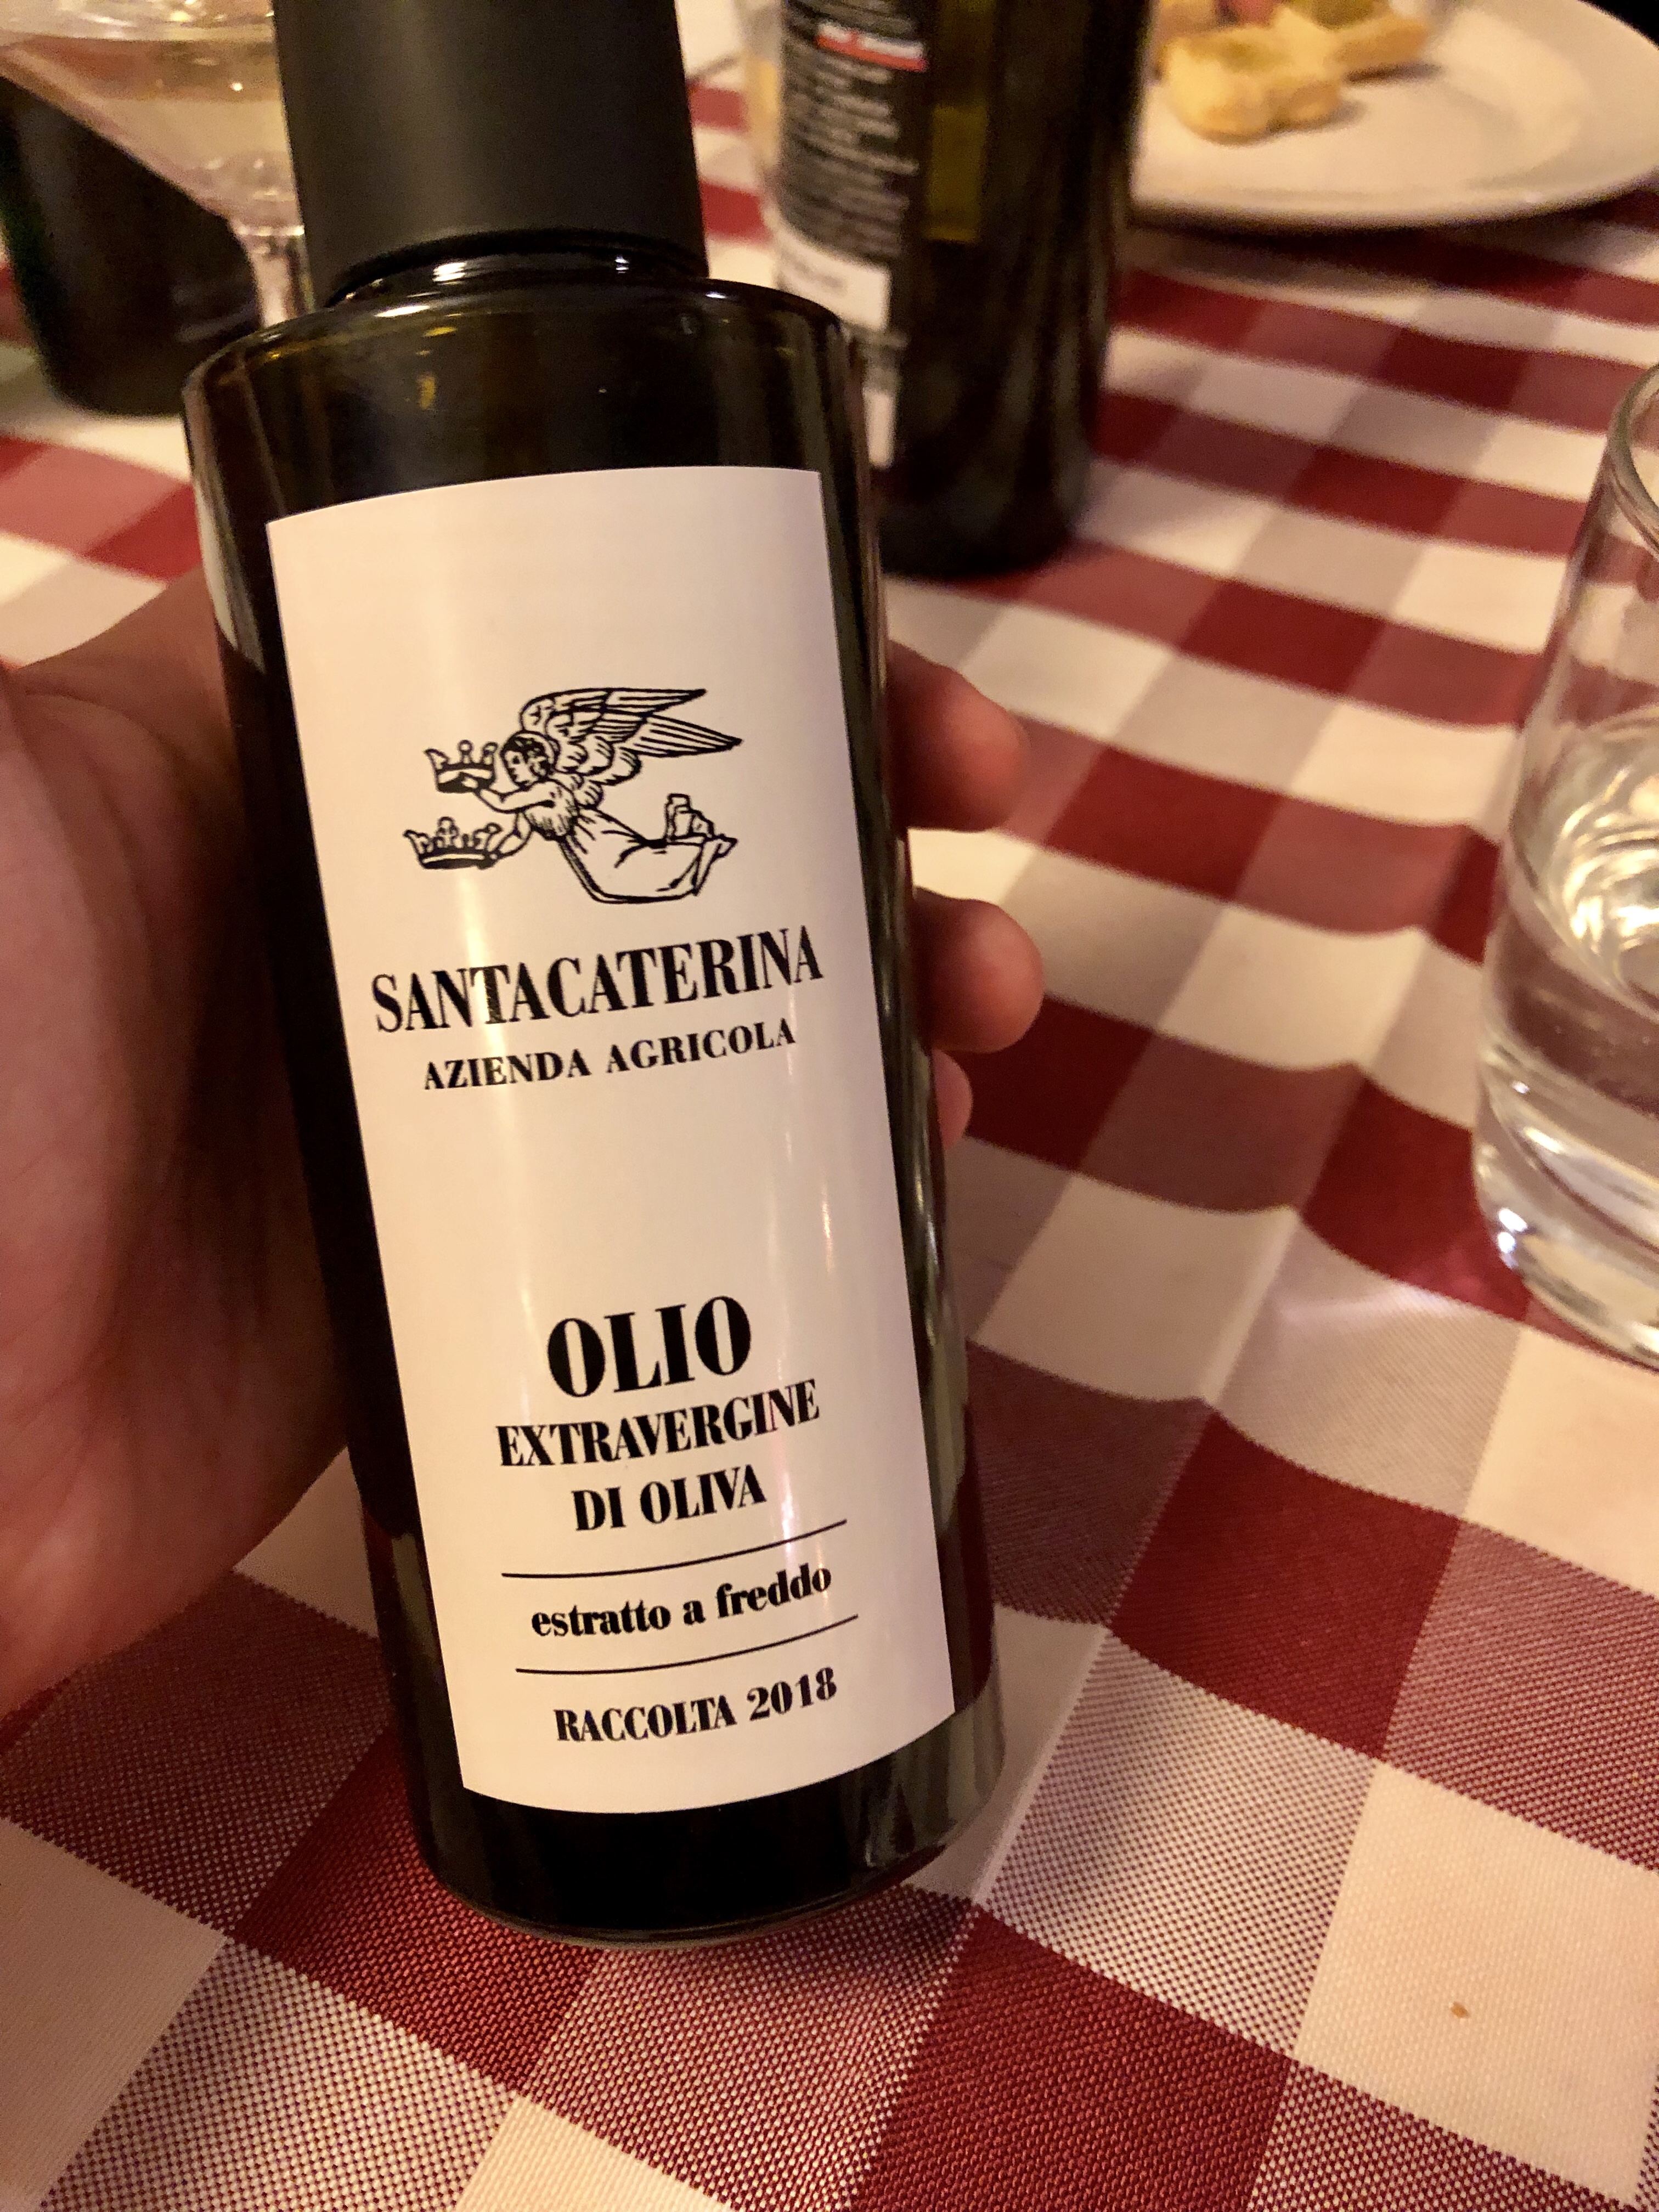 SANTACATERINA
AZIENDA AGRICOLA
OLIO
EXTRAVERGINE
DI OLIVA
estratto a freddo
RACCOLTA 2018